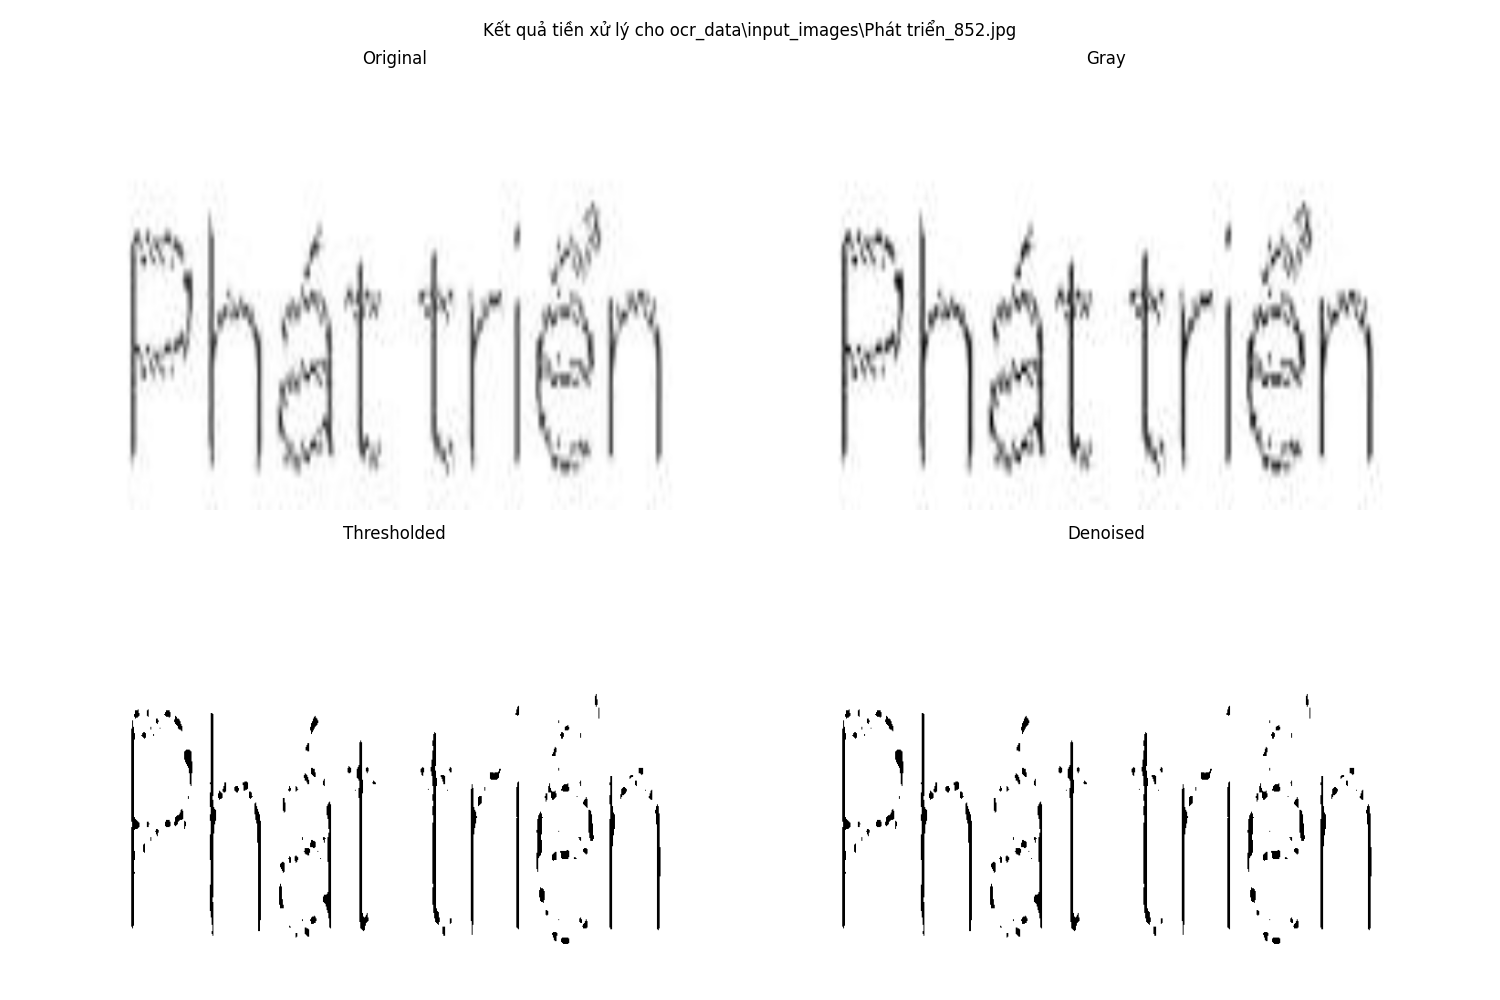 Kết quả tiền xử lý cho ocr_data\input_images\Phát triển_852.jpg
Original
Gray
Phát triển
Phát triển
Thresholded
Denoised
Phát triển
Phát triển